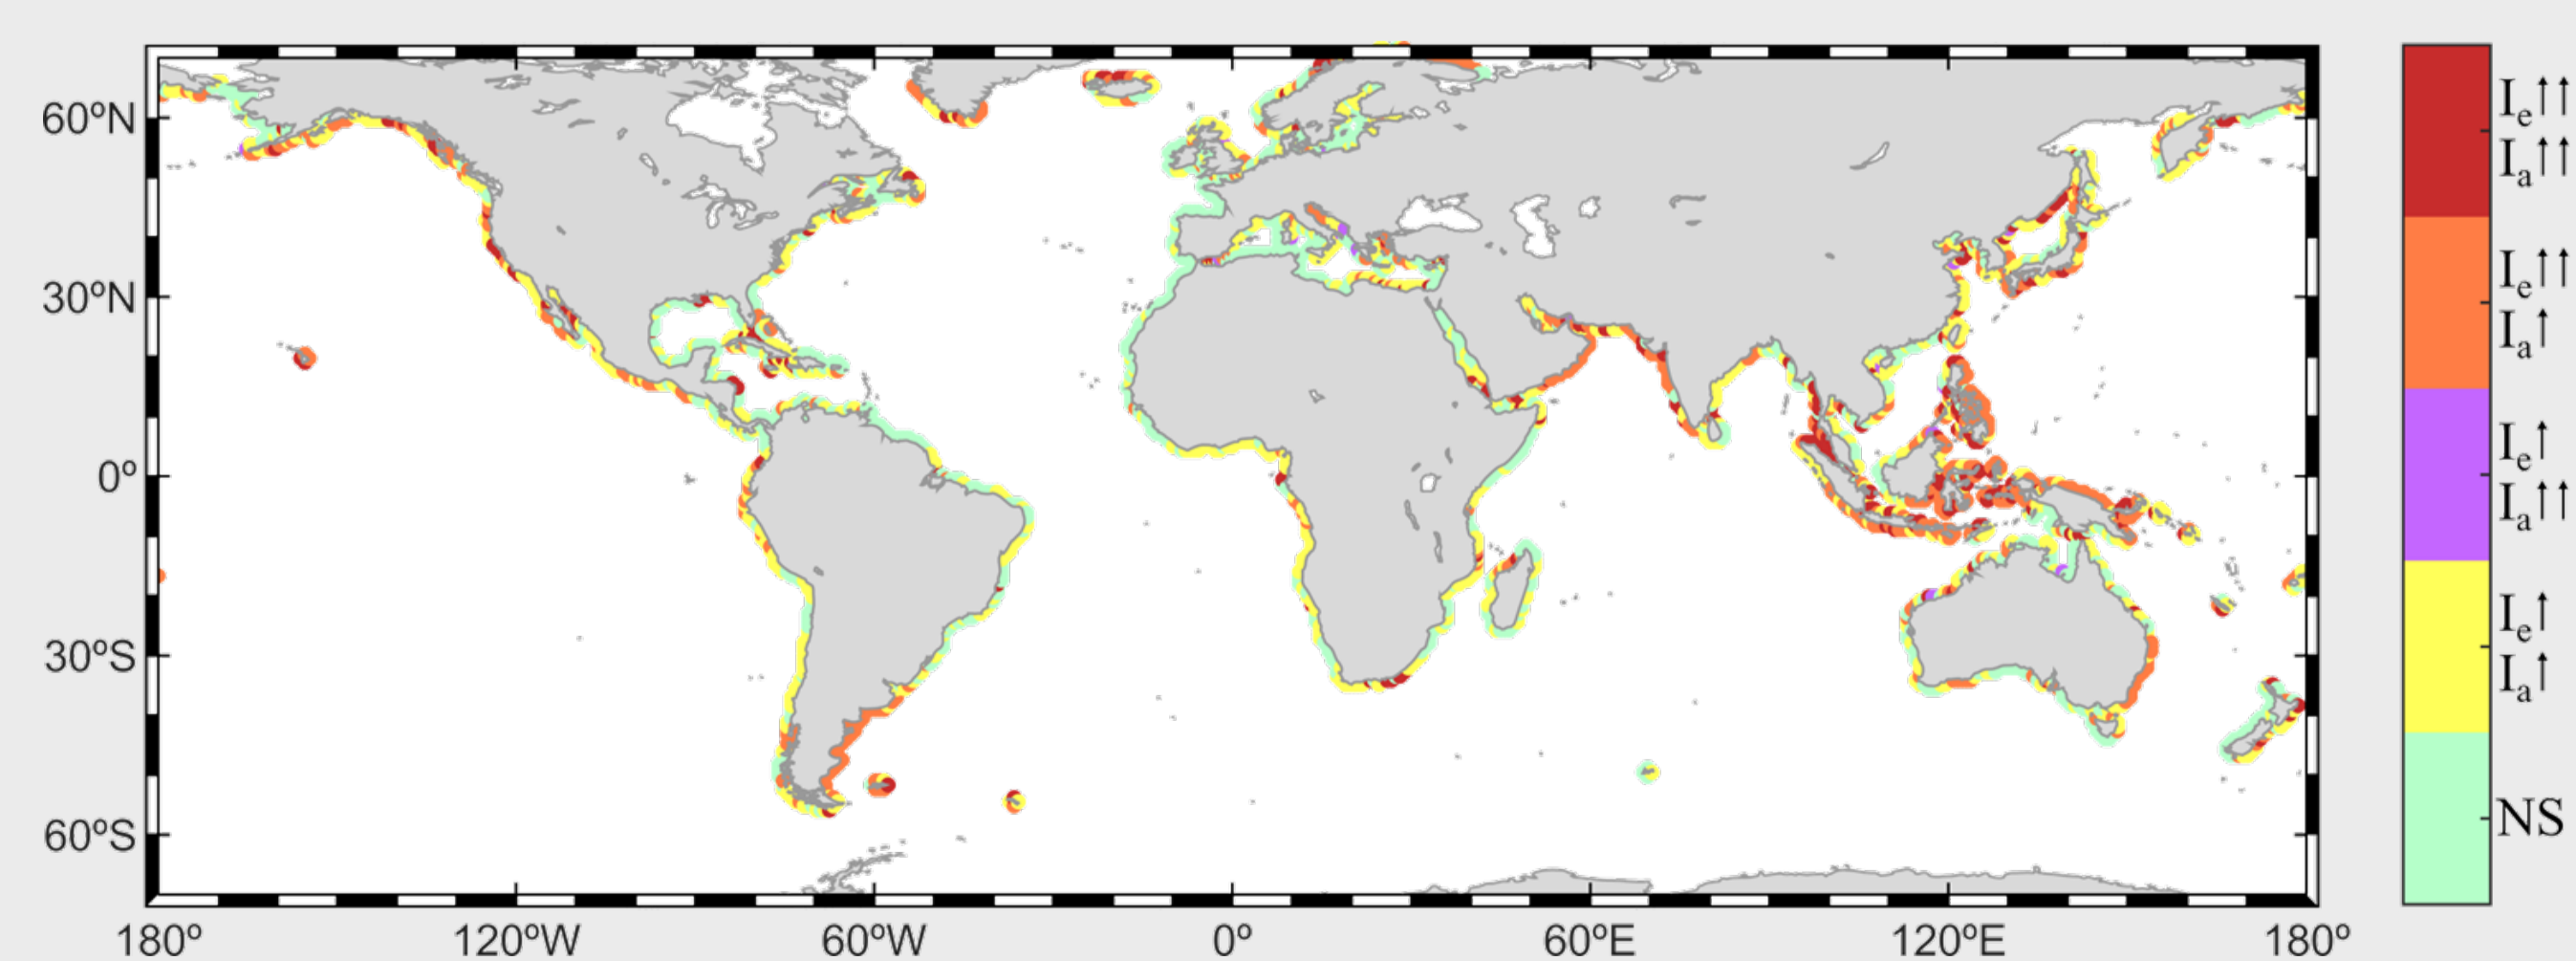 60ºN
30ºN
0º
30ºS
60ºS
180º 120ºW 60ºW 0º 60ºE 120ºE 180º
Ie↑↑
Ia↑↑
Ie↑↑
Ia↑
Ie↑
Ia↑↑
Ie↑
Ia↑
NS